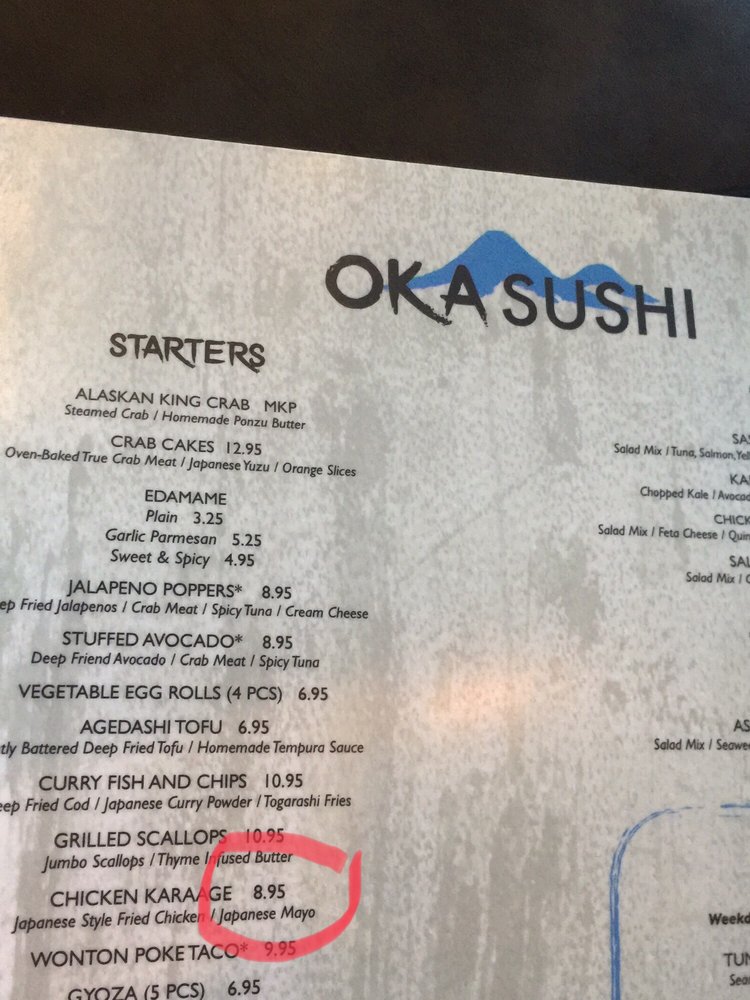 OKA SUSHI
STARTERS
ALASKAN KING CRAB MKP
Steamed Crab / Homemade Ponzu Butter
CRAB CAKES 12.95
Oven-Baked True Crab Meat / Japanese Yuzu / Orange Slices
EDAMAME
Plain 3.25
Garlic Parmesan 5.25
Sweet & Spicy 4.95
JALAPENO POPPERS* 8.95
Fried Jalapenos / Crab Meat / Spicy Tuna / Cream Cheese
STUFFED AVOCADO* 8.95
Deep Friend Avocado / Crab Meat / Spicy Tuna
VEGETABLE EGG ROLLS (4 PCS) 6.95
AGEDASHI TOFU 6.95
Battered Deep Fried Tofu / Homemade Tempura Sauce
CURRY FISH AND CHIPS 10.95
Fried Cod / Japanese Curry Powder / Togarashi Fries
GRILLED SCALLOPS 10.95
Jumbo Scallops / Thyme Infused Butter
CHICKEN KARAAGE 8.95
Japanese Style Fried Chicken / Japanese Mayo
WONTON POKE TACO* 9.95
GYOZA (5 PCS) 6.95
Salad Mix / Tuna, Salmon,
Chopped Kale /
Salad Mix / Feta Cheese /
Salad Mix /
Salad Mix /